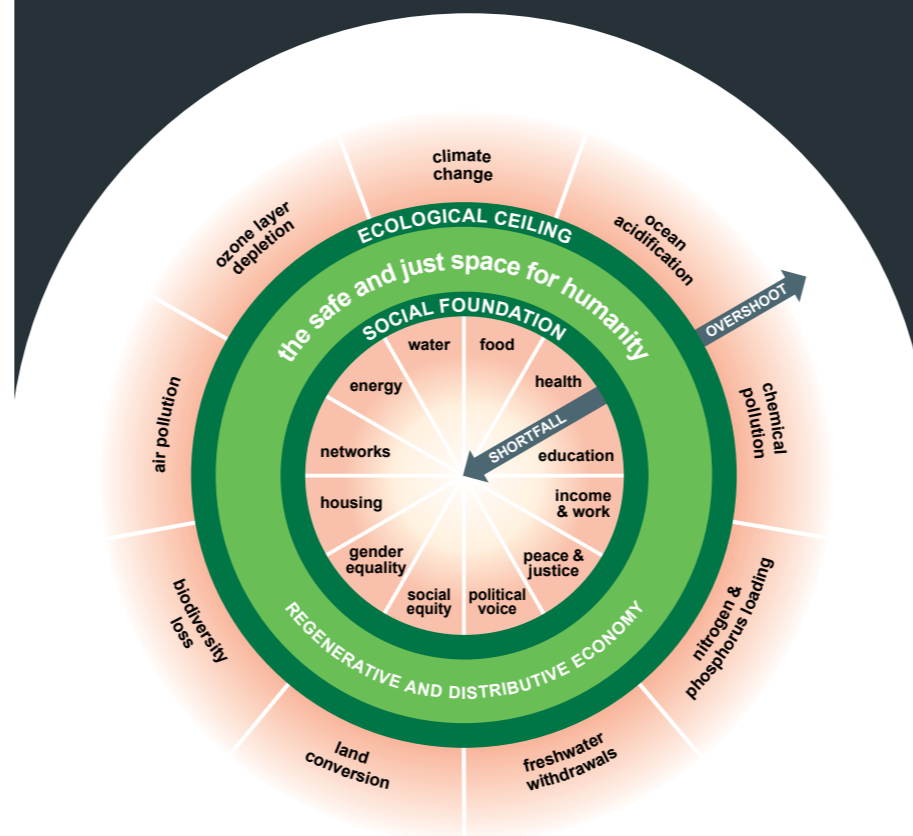 climate
change
ocean
acidification
chemical
pollution
nitrogen &
phosphorus loading
freshwater
withdrawals
land
conversion
biodiversity
loss
air pollution
ozone layer
depletion
ECOLOGICAL CEILING
the safe and just space for humanity
SOCIAL FOUNDATION
OVERSHOOT
SHORTFALL
water
food
health
education
income
& work
peace &
justice
political
voice
social
equity
gender
equality
housing
networks
energy
REGENERATIVE AND DISTRIBUTIVE ECONOMY